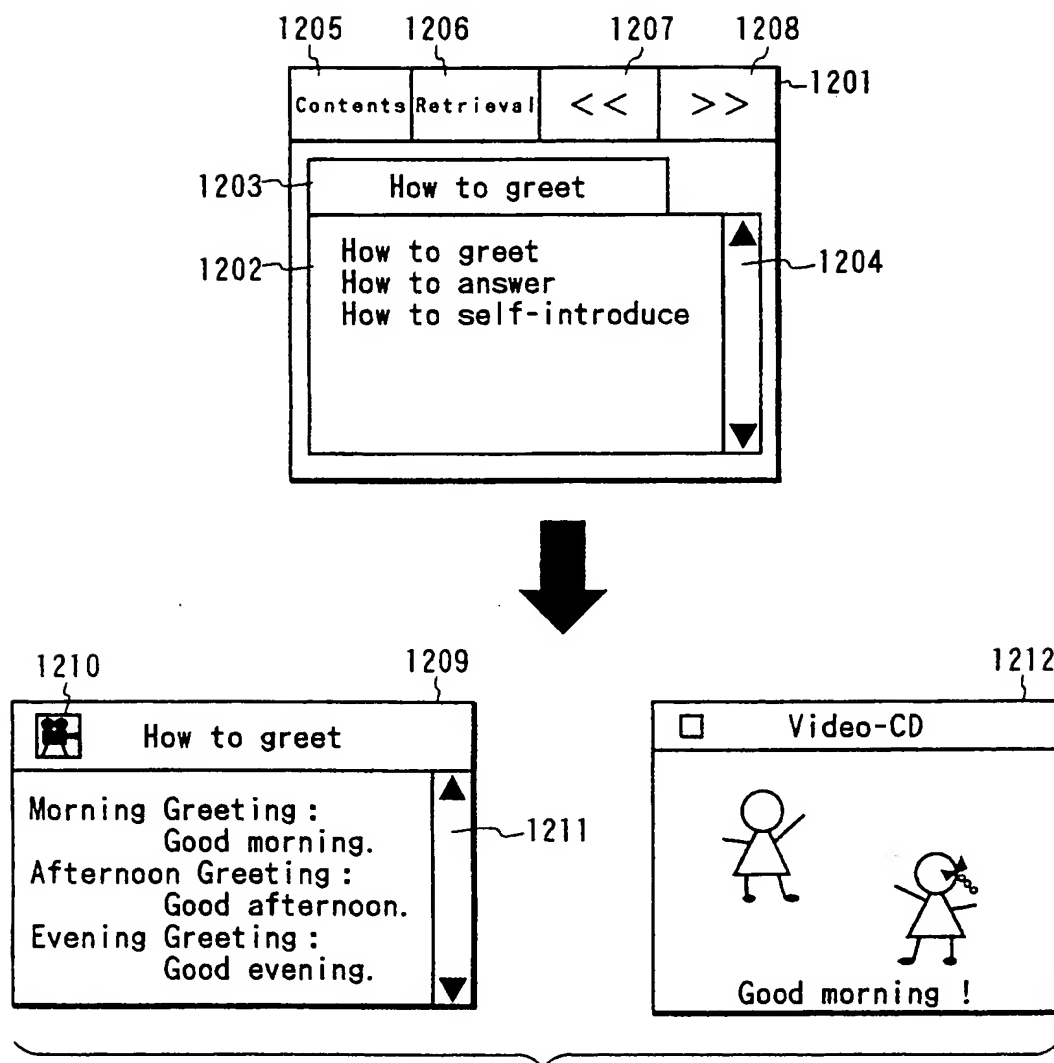 1205 1206 1207 1208
1201
Contents Retrieval << >>
1203 How to greet
1202
How to greet
How to answer
How to self-introduce
1204
1210 1209 1212
How to greet
Video-CD
Morning Greeting :
Good morning.
Afternoon Greeting :
Good afternoon.
Evening Greeting :
Good evening.
1211
Good morning !